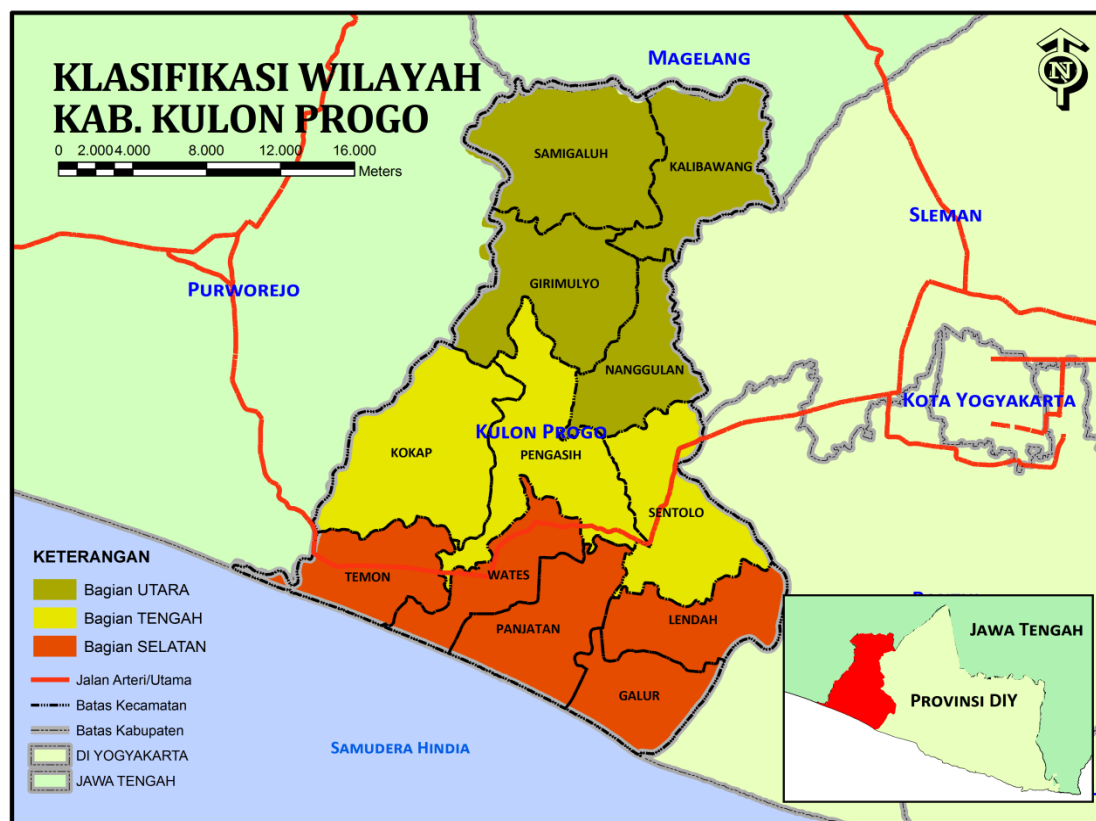 KLASIFIKASI WILAYAH
KAB. KULON PROGO
0 2.000 4.000 8.000 12.000 16.000
Meters
N
MAGELANG
SAMIGALUH
KALIBAWANG
SLEMAN
PURWOREJO
GIRIMULYO
NANGGULAN
KOTA YOGYAKARTA
KULON PROGO
KOKAP
PENGASIH
SENTOLO
TEMON
WATES
PANJATAN
LENDAH
GALUR
SAMUDERA HINDIA
KETERANGAN
Bagian UTARA
Bagian TENGAH
Bagian SELATAN
Jalan Arteri/Utama
Batas Kecamatan
Batas Kabupaten
DI YOGYAKARTA
JAWA TENGAH
JAWA TENGAH
PROVINSI DIY